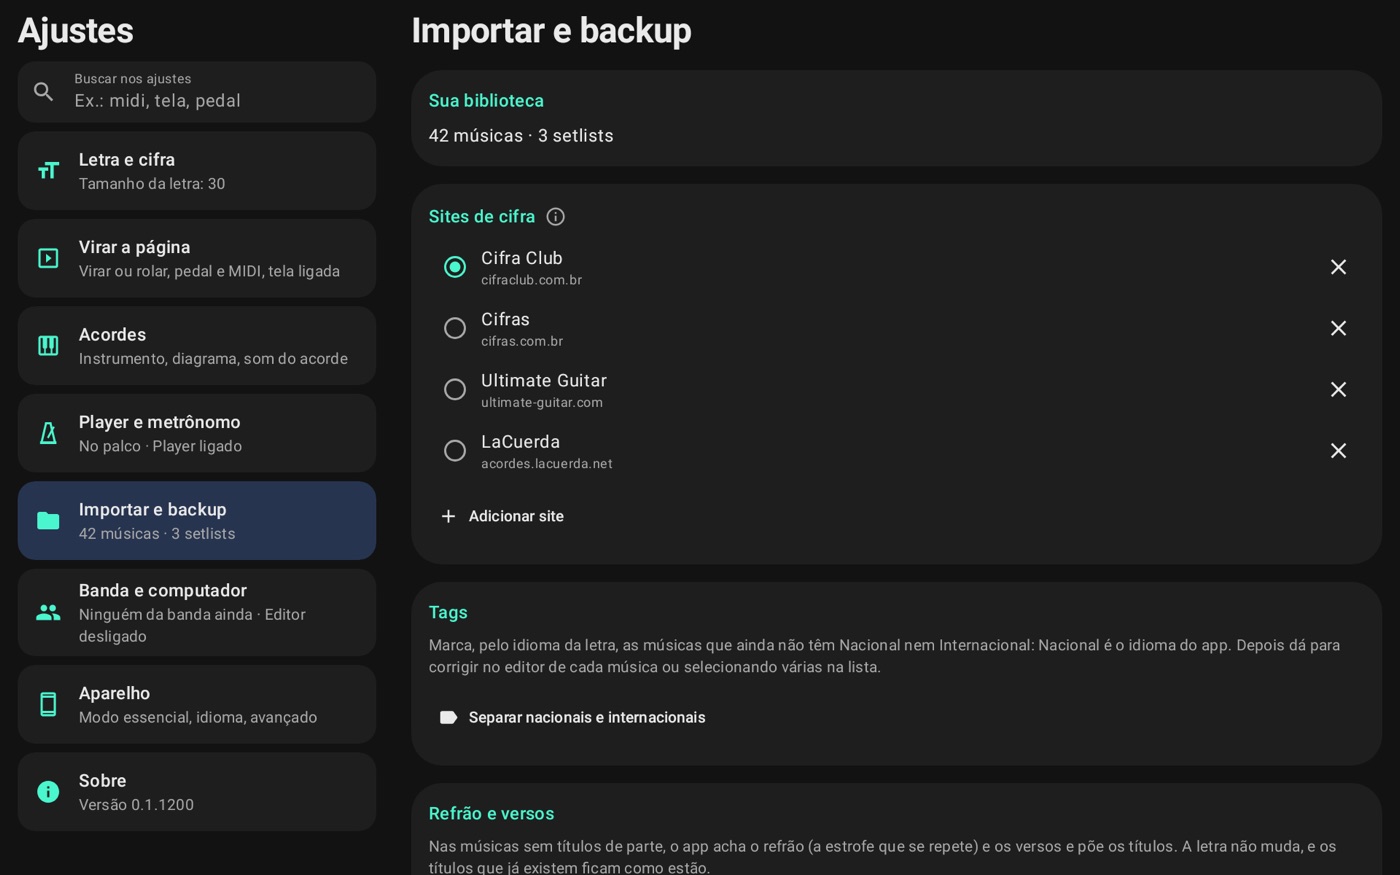 Ajustes
Buscar nos ajustes
Ex.: midi, tela, pedal
Letra e cifra
Tamanho da letra: 30
Virar a página
Virar ou rolar, pedal e MIDI, tela ligada
Acordes
Instrumento, diagrama, som do acorde
Player e metrônomo
No palco · Player ligado
Importar e backup
42 músicas · 3 setlists
Banda e computador
Ninguém da banda ainda · Editor
desligado
Aparelho
Modo essencial, idioma, avançado
Sobre
Versão 0.1.1200
Importar e backup
Sua biblioteca
42 músicas · 3 setlists
Sites de cifra
Cifra Club
cifraclub.com.br
Cifras
cifras.com.br
Ultimate Guitar
ultimate-guitar.com
LaCuerda
acordes.lacuerda.net
Adicionar site
Tags
Marca, pelo idioma da letra, as músicas que ainda não têm Nacional nem Internacional: Nacional é o idioma do app. Depois dá para
corrigir no editor de cada música ou selecionando várias na lista.
Separar nacionais e internacionais
Refrão e versos
Nas músicas sem títulos de parte, o app acha o refrão (a estrofe que se repete) e os versos e põe os títulos. A letra não muda, e os
títulos que já existem ficam como estão.